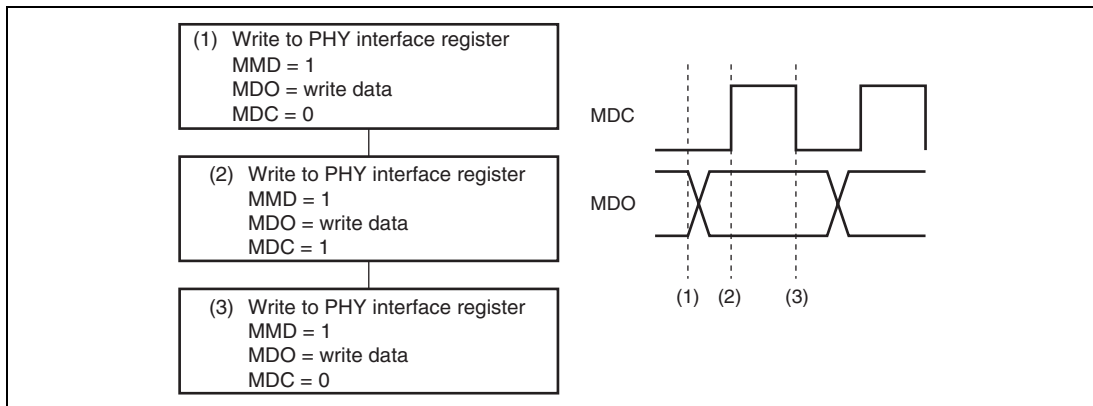 (1) Write to PHY interface register
MMD = 1
MDO = write data
MDC = 0
(2) Write to PHY interface register
MMD = 1
MDO = write data
MDC = 1
(3) Write to PHY interface register
MMD = 1
MDO = write data
MDC = 0
MDC
MDO
(1) (2) (3)